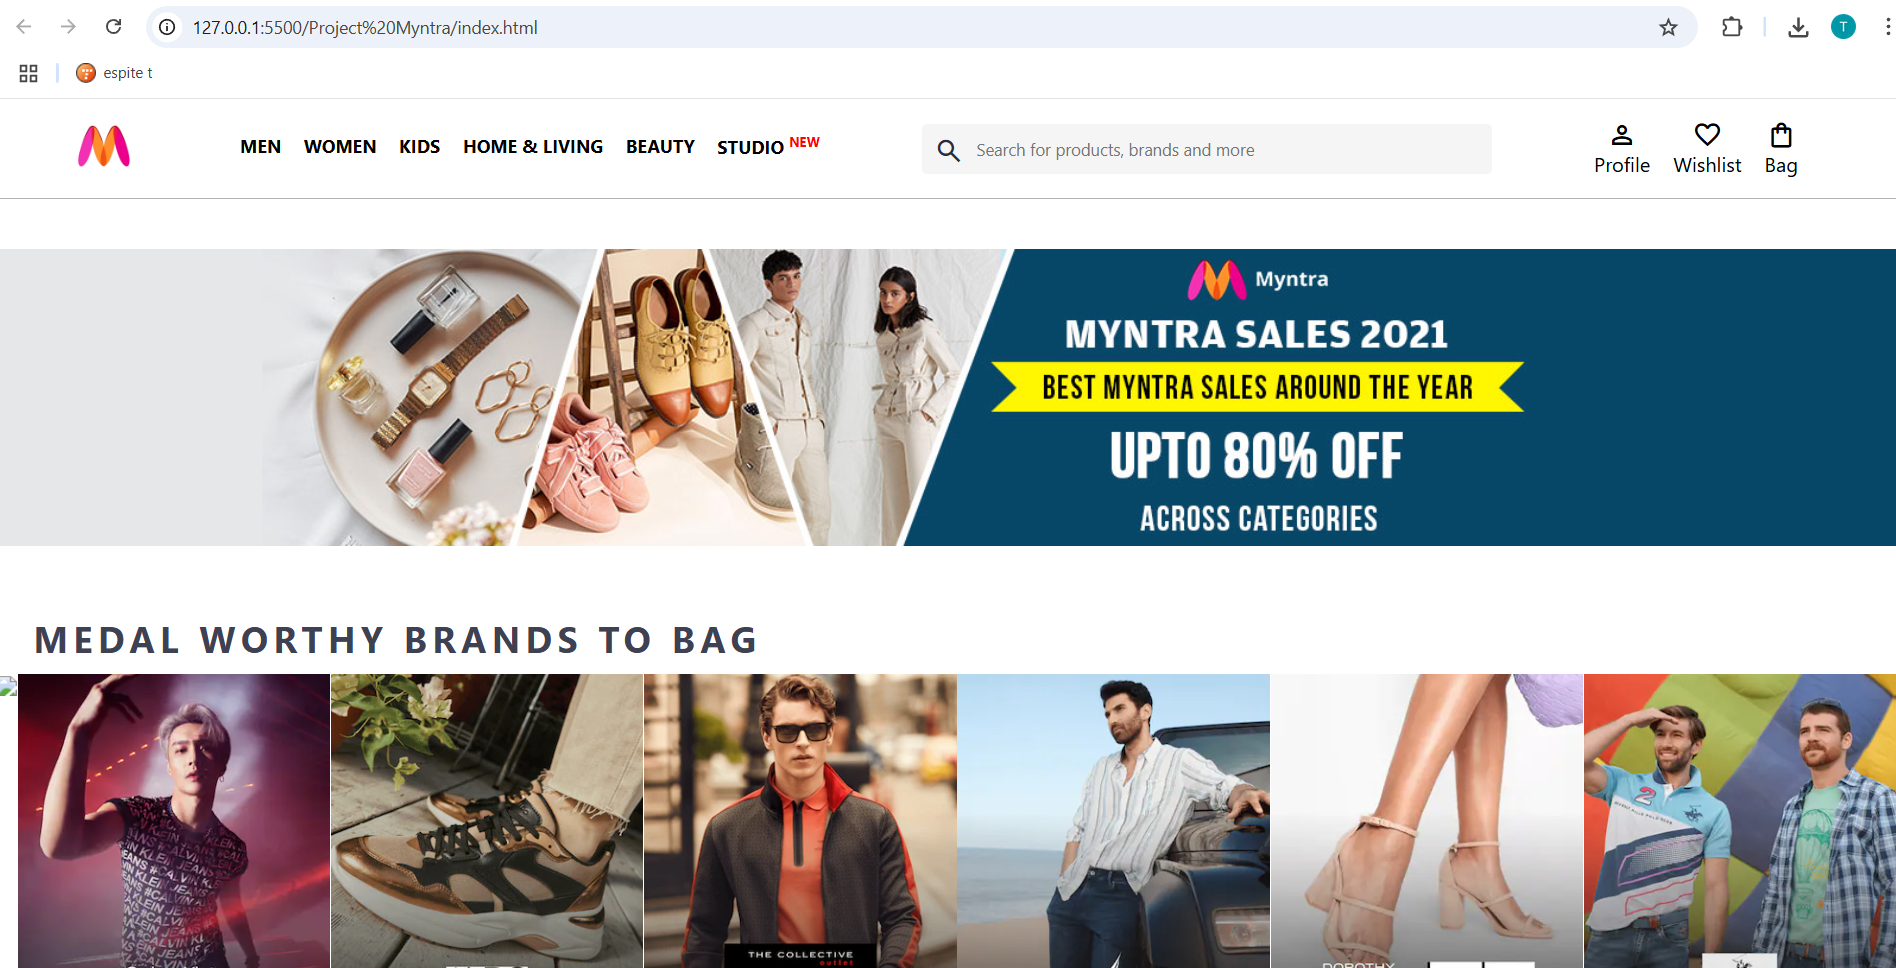 127.0.0.1:5500/Project%20Myntra/index.html
T
espite t
MEN WOMEN KIDS HOME & LIVING BEAUTY STUDIO NEW
Search for products, brands and more
Profile Wishlist Bag
Myntra
MYNTRA SALES 2021
BEST MYNTRA SALES AROUND THE YEAR
UPTO 80% OFF
ACROSS CATEGORIES
MEDAL WORTHY BRANDS TO BAG
THE COLLECTIVE
outlet
DOROTHY
2